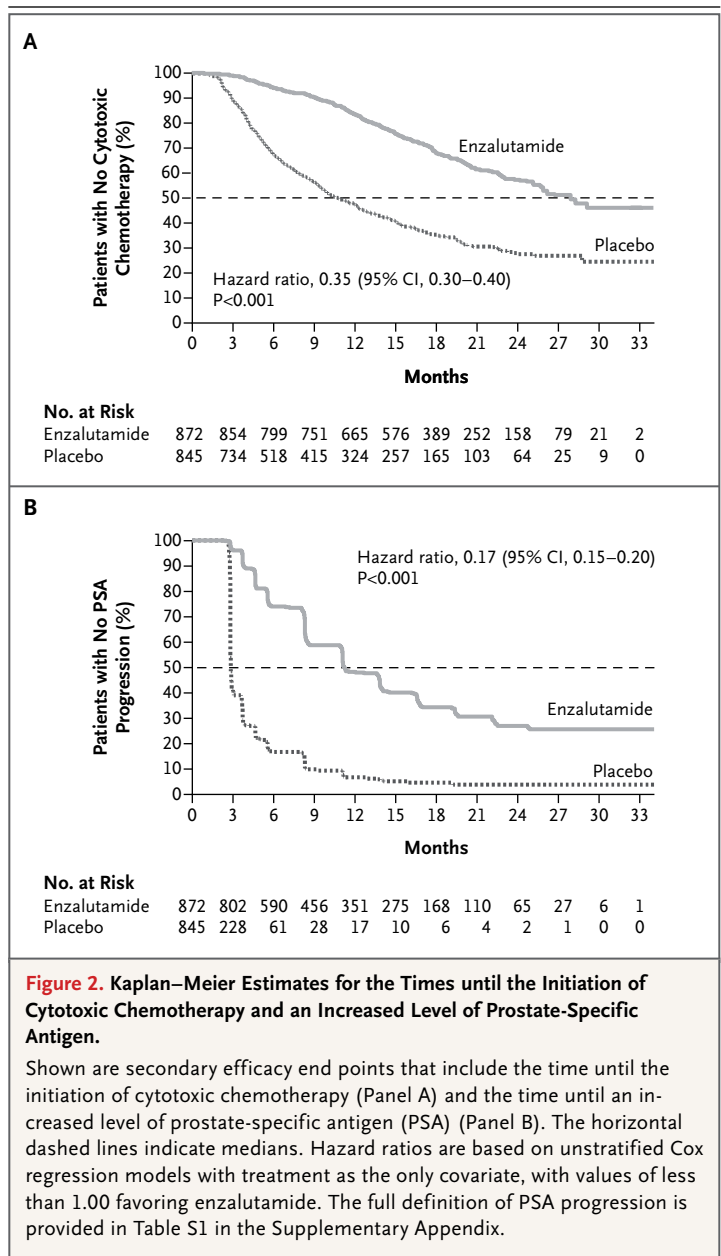 A
Patients with No Cytotoxic
Chemotherapy (%)
100
90
80
70
60
50
40
30
20
10
0
Enzalutamide
Placebo
Hazard ratio, 0.35 (95% CI, 0.30–0.40)
P<0.001
0 3 6 9 12 15 18 21 24 27 30 33
Months
No. at Risk
Enzalutamide 872 854 799 751 665 576 389 252 158 79 21 2
Placebo 845 734 518 415 324 257 165 103 64 25 9 0
B
Patients with No PSA
Progression (%)
100
90
80
70
60
50
40
30
20
10
0
Hazard ratio, 0.17 (95% CI, 0.15–0.20)
P<0.001
Enzalutamide
Placebo
0 3 6 9 12 15 18 21 24 27 30 33
Months
No. at Risk
Enzalutamide 872 802 590 456 351 275 168 110 65 27 6 1
Placebo 845 228 61 28 17 10 6 4 2 1 0 0
Figure 2. Kaplan–Meier Estimates for the Times until the Initiation of
Cytotoxic Chemotherapy and an Increased Level of Prostate-Specific
Antigen.
Shown are secondary efficacy end points that include the time until the
initiation of cytotoxic chemotherapy (Panel A) and the time until an in-
creased level of prostate-specific antigen (PSA) (Panel B). The horizontal
dashed lines indicate medians. Hazard ratios are based on unstratified Cox
regression models with treatment as the only covariate, with values of less
than 1.00 favoring enzalutamide. The full definition of PSA progression is
provided in Table S1 in the Supplementary Appendix.